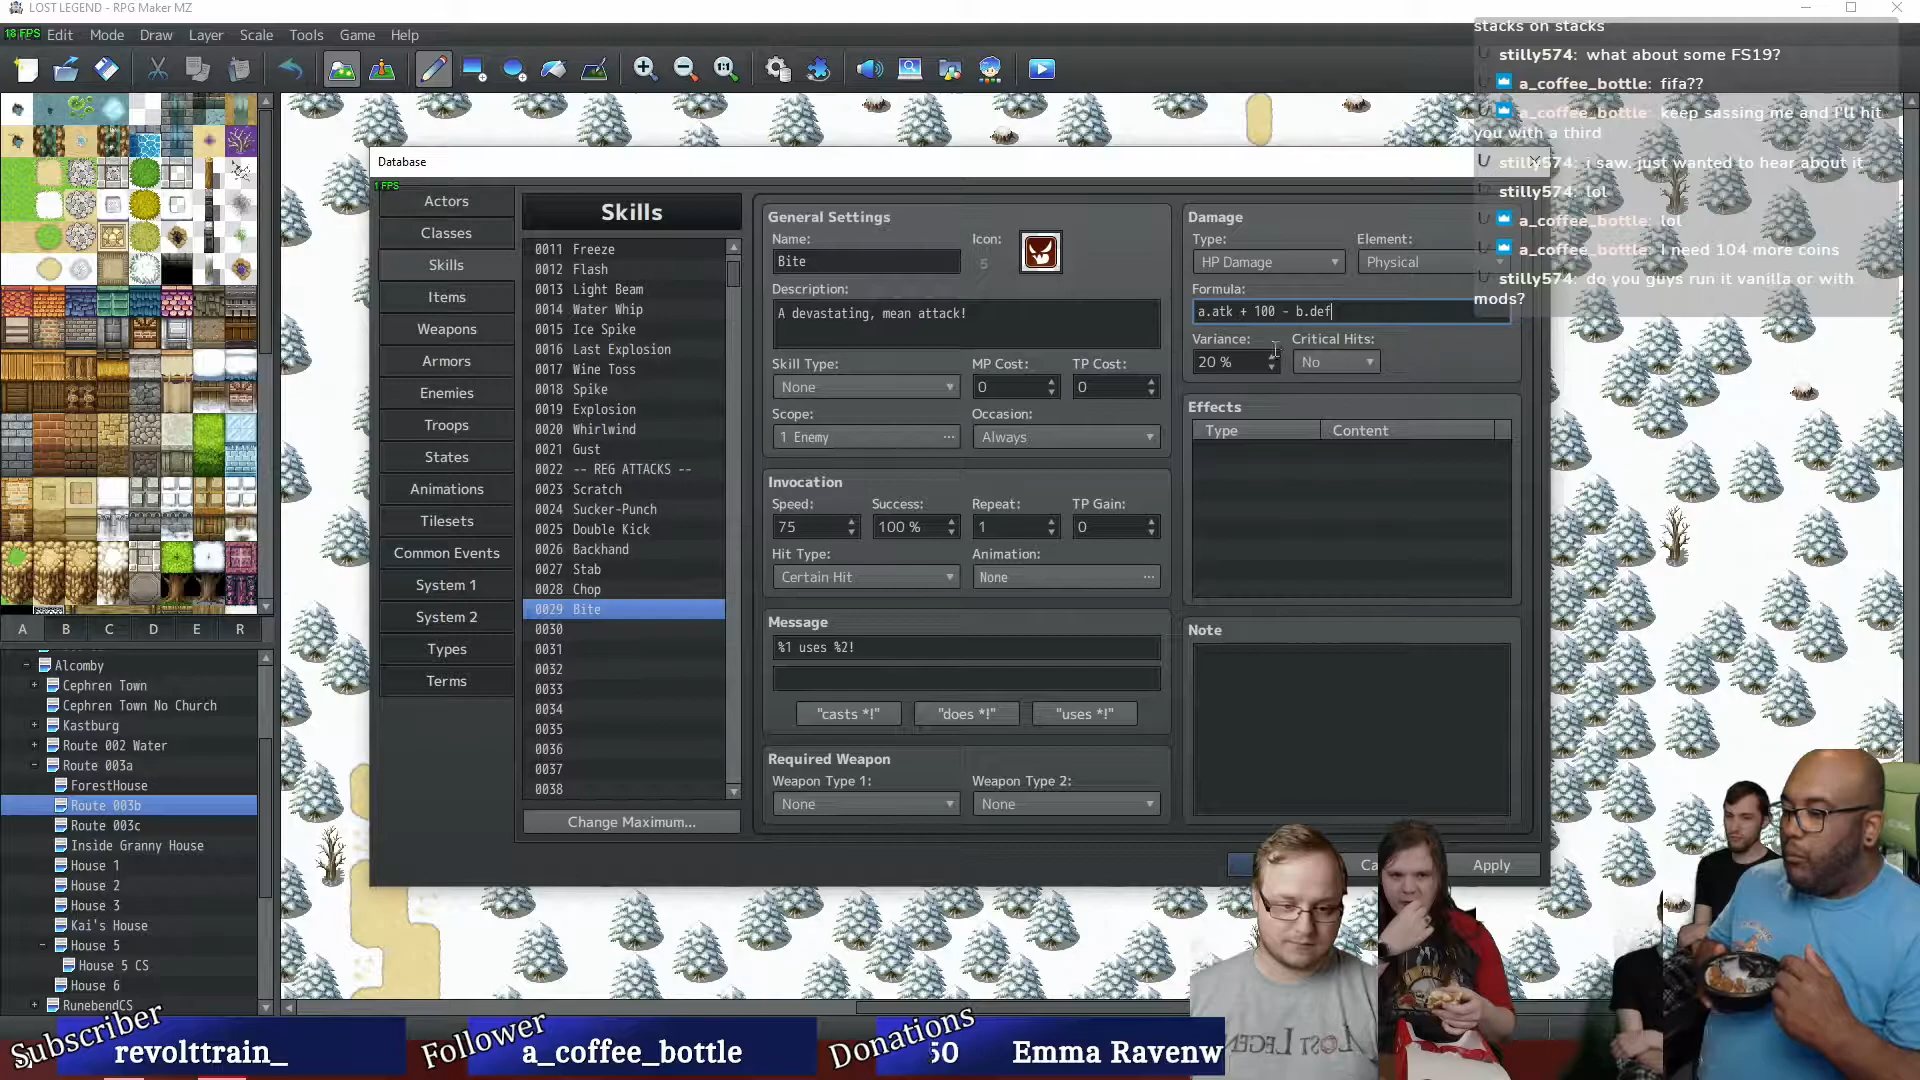 LOST LEGEND - RPG Maker MZ
18 FPS
Edit Mode Draw Layer Scale Tools Game Help
stacks on stacks
stilly574: what about some FS19?
a_coffee_bottle: fifa??
a_coffee_bottle: keep sassing me and I'll hit
you with a third
stilly574: i saw. just wanted to hear about it
stilly574: lol
a_coffee_bottle: lol
a_coffee_bottle: I need 104 more coins
stilly574: do you guys run it vanilla or with
mods?
Database
1 FPS
Actors
Classes
Skills
Items
Weapons
Armors
Enemies
Troops
States
Animations
Tilesets
Common Events
System 1
System 2
Types
Terms
Skills
0011 Freeze
0012 Flash
0013 Light Beam
0014 Water Whip
0015 Ice Spike
0016 Last Explosion
0017 Wine Toss
0018 Spike
0019 Explosion
0020 Whirlwind
0021 Gust
0022 -- REG ATTACKS --
0023 Scratch
0024 Sucker-Punch
0025 Double Kick
0026 Backhand
0027 Stab
0028 Chop
0029 Bite
0030
0031
0032
0033
0034
0035
0036
0037
0038
Change Maximum...
General Settings
Name: Icon:
Bite 5
Description:
A devastating, mean attack!
Skill Type: MP Cost: TP Cost:
None 0 0
Scope: Occasion:
1 Enemy ... Always
Invocation
Speed: Success: Repeat: TP Gain:
75 100 % 1 0
Hit Type: Animation:
Certain Hit None ...
Message
%1 uses %2!
"casts *!" "does *!" "uses *!"
Required Weapon
Weapon Type 1: Weapon Type 2:
None None
Damage
Type: Element:
HP Damage Physical
Formula:
a.atk + 100 - b.def
Variance: Critical Hits:
20 % No
Effects
Type Content
Note
Ca
Apply
A B C D E R
Alcomby
Cephren Town
Cephren Town No Church
Kastburg
Route 002 Water
Route 003a
ForestHouse
Route 003b
Route 003c
Inside Granny House
House 1
House 2
House 3
Kai's House
House 5
House 5 CS
House 6
RunebendCS
LOST LEGEND
Subscriber revolttrain_
Follower a_coffee_bottle
Donations 50 Emma Ravenw